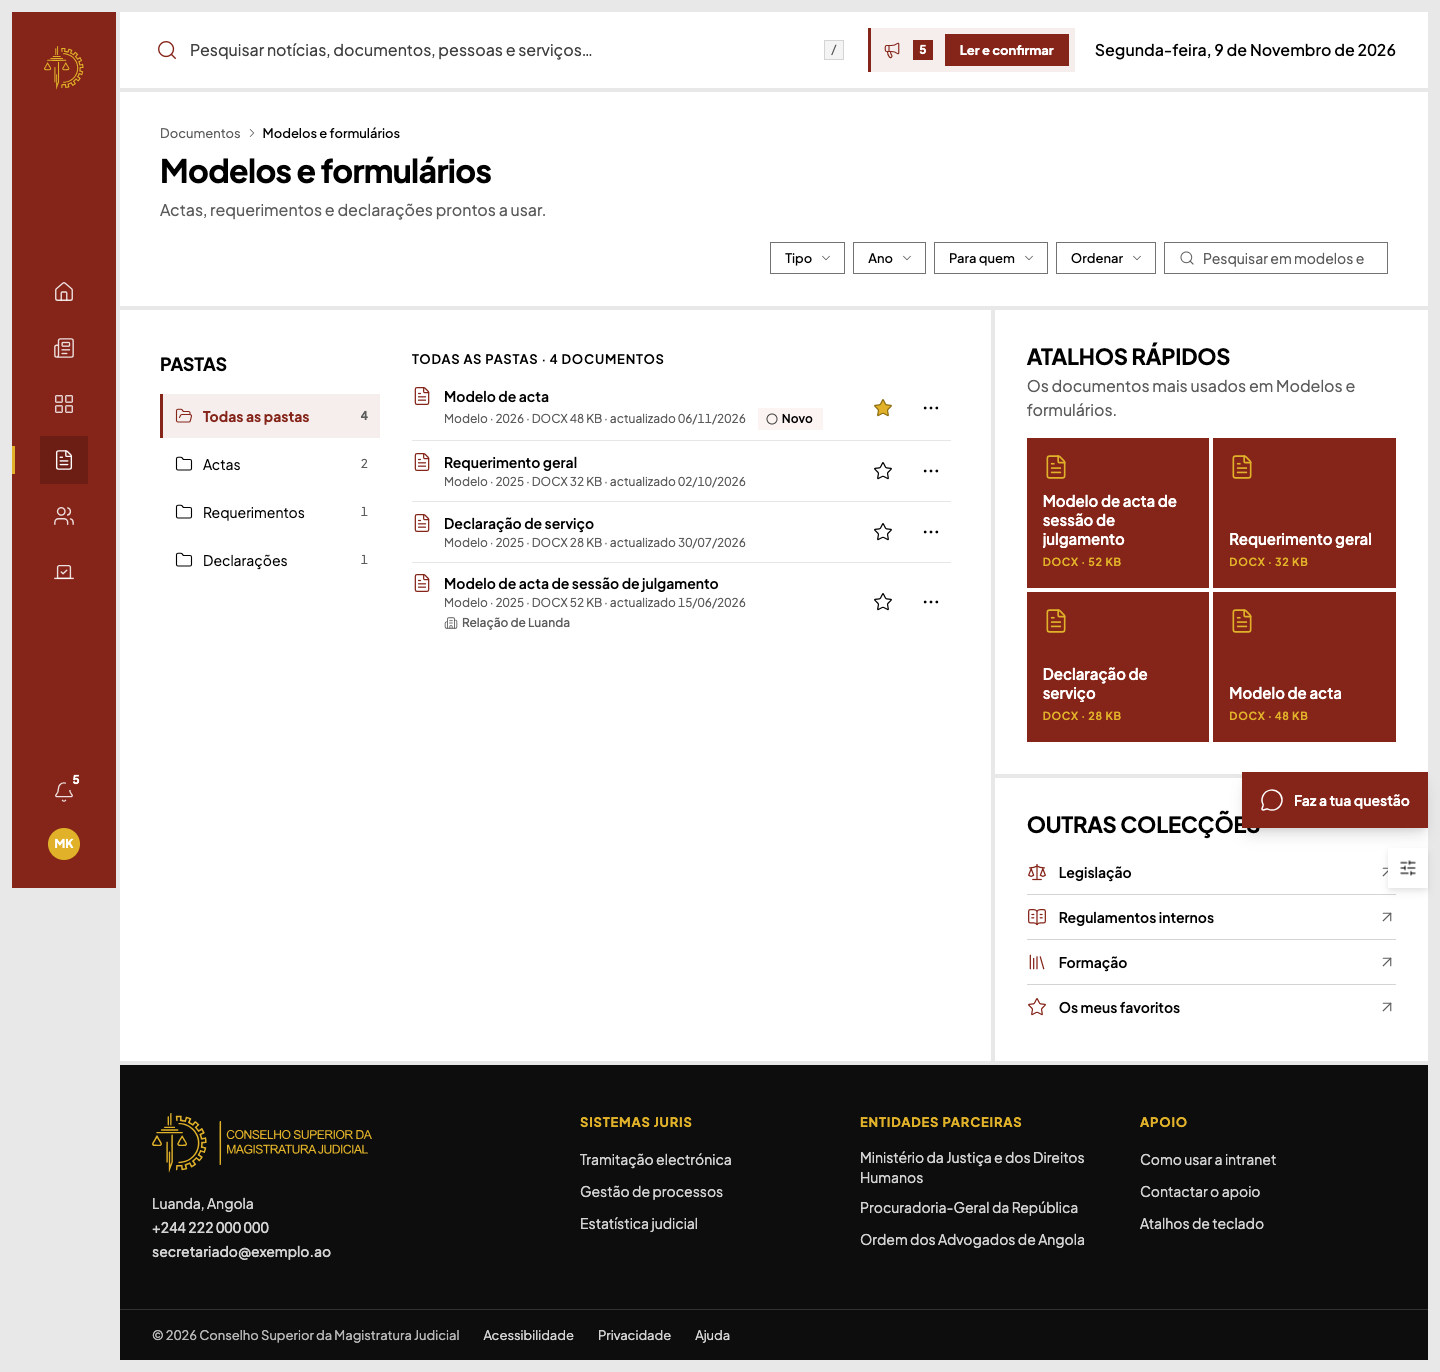 Pesquisar notícias, documentos, pessoas e serviços...
/
5
Ler e confirmar
Segunda-feira, 9 de Novembro de 2026
Documentos
Modelos e formulários
Modelos e formulários
Actas, requerimentos e declarações prontos a usar.
Tipo
Ano
Para quem
Ordenar
Pesquisar em modelos e
PASTAS
Todas as pastas
4
Actas
2
Requerimentos
1
Declarações
1
TODAS AS PASTAS · 4 DOCUMENTOS
Modelo de acta
Modelo · 2026 · DOCX 48 KB · actualizado 06/11/2026
Novo
Requerimento geral
Modelo · 2025 · DOCX 32 KB · actualizado 02/10/2026
Declaração de serviço
Modelo · 2025 · DOCX 28 KB · actualizado 30/07/2026
Modelo de acta de sessão de julgamento
Modelo · 2025 · DOCX 52 KB · actualizado 15/06/2026
Relação de Luanda
ATALHOS RÁPIDOS
Os documentos mais usados em Modelos e
formulários.
Modelo de acta de
sessão de
julgamento
DOCX · 52 KB
Requerimento geral
DOCX · 32 KB
Declaração de
serviço
DOCX · 28 KB
Modelo de acta
DOCX · 48 KB
5
MK
Faz a tua questão
OUTRAS COLECÇÕES
Legislação
Regulamentos internos
Formação
Os meus favoritos
CONSELHO SUPERIOR DA
MAGISTRATURA JUDICIAL
Luanda, Angola
+244 222 000 000
secretariado@exemplo.ao
SISTEMAS JURIS
Tramitação electrónica
Gestão de processos
Estatística judicial
ENTIDADES PARCEIRAS
Ministério da Justiça e dos Direitos
Humanos
Procuradoria-Geral da República
Ordem dos Advogados de Angola
APOIO
Como usar a intranet
Contactar o apoio
Atalhos de teclado
© 2026 Conselho Superior da Magistratura Judicial
Acessibilidade
Privacidade
Ajuda